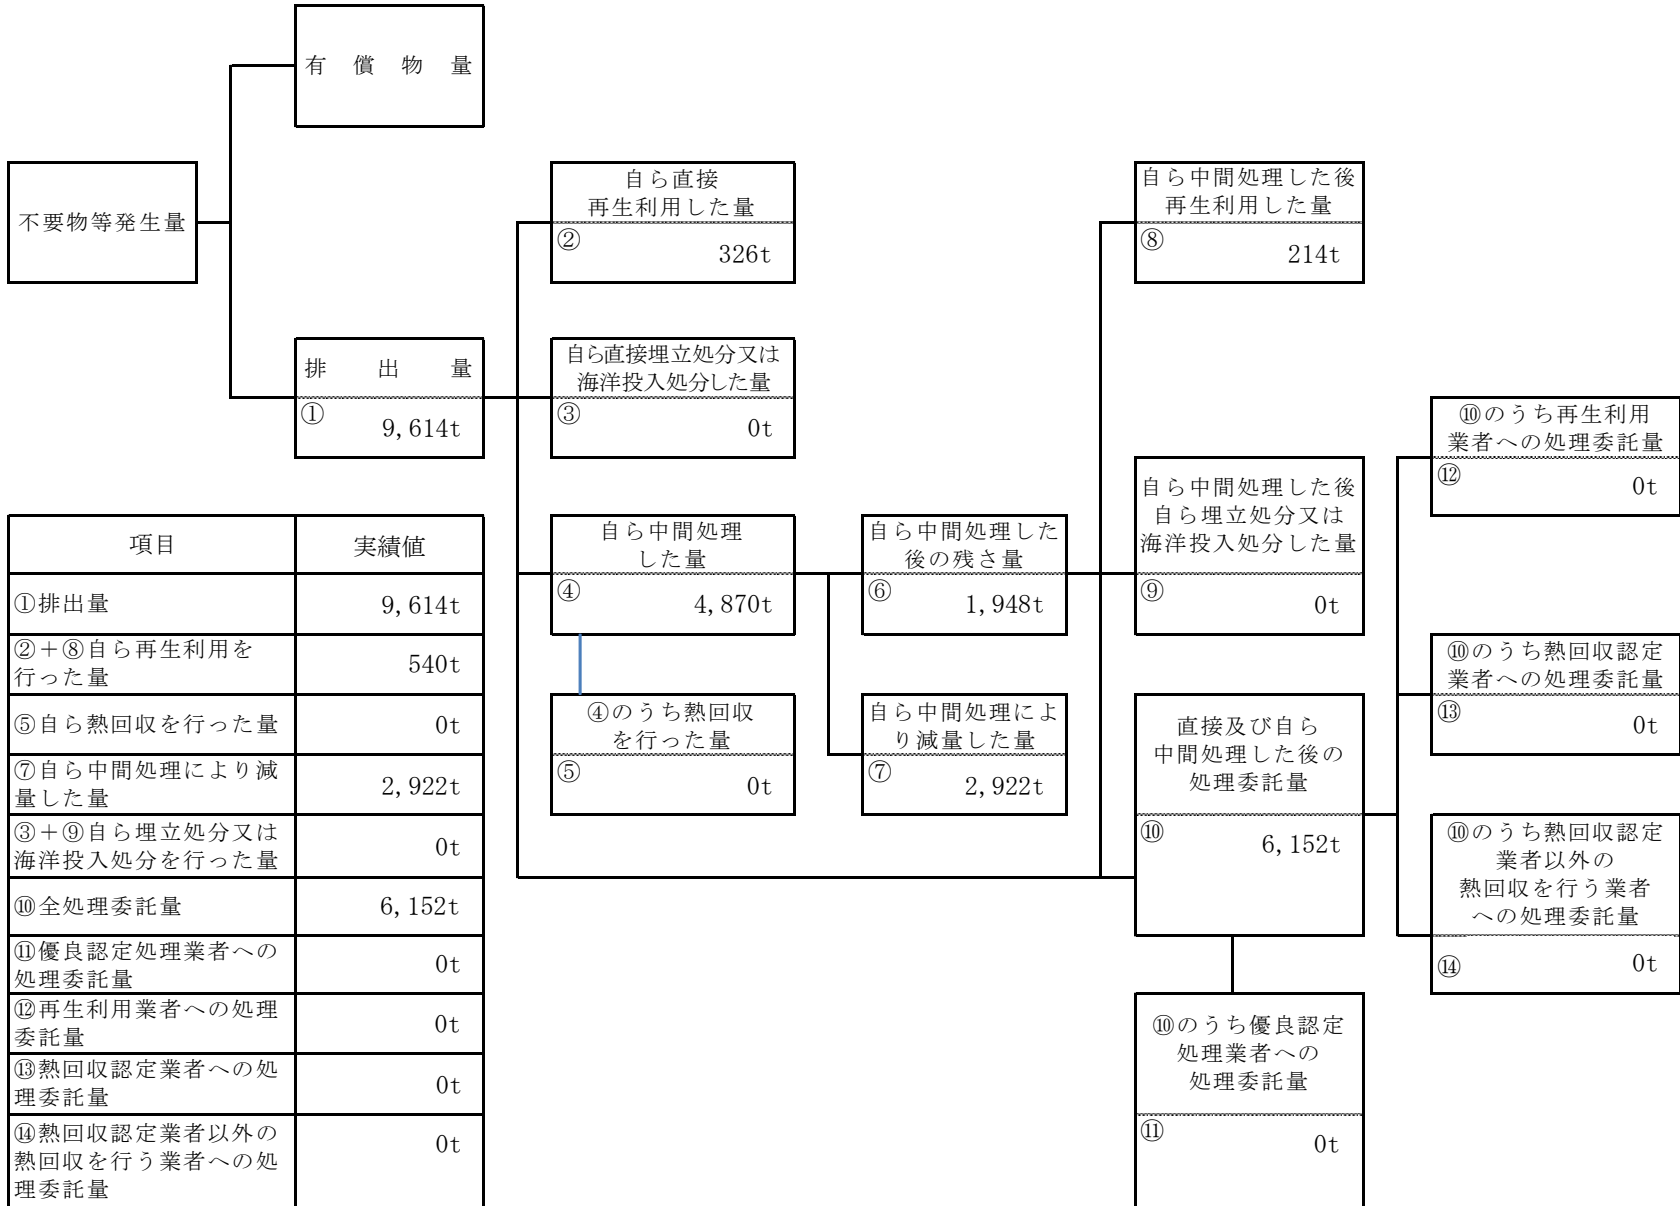 有償物量
不要物等発生量
排出量
①
9,614t
自ら直接
再生利用した量
②
326t
自ら直接埋立処分又は
海洋投入処分した量
③
0t
自ら中間処理
した量
④
4,870t
④のうち熱回収
を行った量
⑤
0t
自ら中間処理した
後の残さ量
⑥
1,948t
自ら中間処理によ
り減量した量
⑦
2,922t
自ら中間処理した後
再生利用した量
⑧
214t
自ら中間処理した後
自ら埋立処分又は
海洋投入処分した量
⑨
0t
直接及び自ら
中間処理した後の
処理委託量
⑩
6,152t
⑩のうち優良認定
処理業者への
処理委託量
⑪
0t
⑩のうち再生利用
業者への処理委託量
⑫
0t
⑩のうち熱回収認定
業者への処理委託量
⑬
0t
⑩のうち熱回収認定
業者以外の
熱回収を行う業者
への処理委託量
⑭
0t
項目 実績値
①排出量 9,614t
②+⑧自ら再生利用を
行った量
540t
⑤自ら熱回収を行った量 0t
⑦自ら中間処理により減
量した量
2,922t
③+⑨自ら埋立処分又は
海洋投入処分を行った量
0t
⑩全処理委託量 6,152t
⑪優良認定処理業者への
処理委託量
0t
⑫再生利用業者への処理
委託量
0t
⑬熱回収認定業者への処
理委託量
0t
⑭熱回収認定業者以外の
熱回収を行う業者への処
理委託量
0t